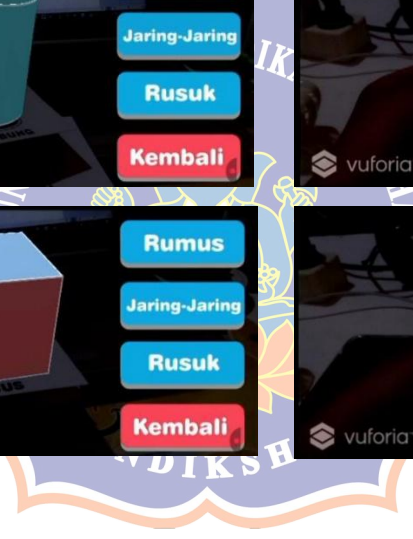 Jaring-Jaring
Rusuk
Kembali
vuforia
Rumus
Jaring-Jaring
Rusuk
Kembali
vuforia
NDIKSH